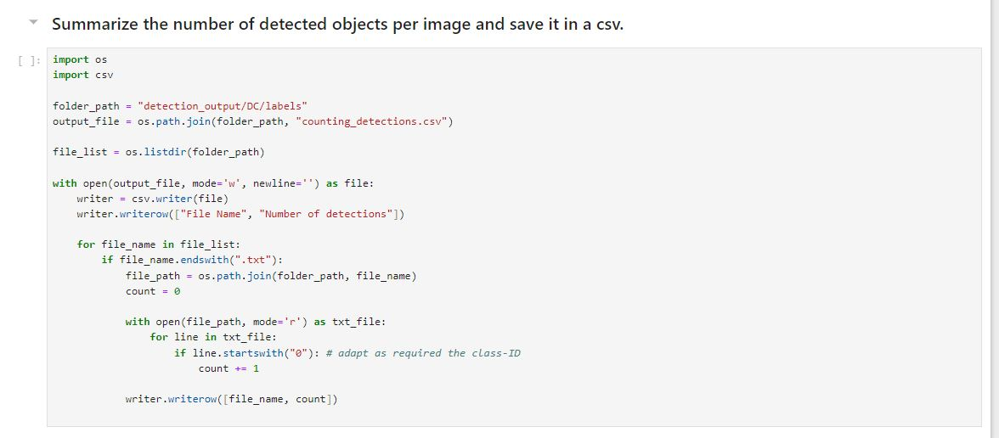 Summarize the number of detected objects per image and save it in a csv.
[ ]:
import os
import csv
folder_path = "detection_output/DC/labels"
output_file = os.path.join(folder_path, "counting_detections.csv")
file_list = os.listdir(folder_path)
with open(output_file, mode='w', newline='') as file:
    writer = csv.writer(file)
    writer.writerow(["File Name", "Number of detections"])
    for file_name in file_list:
        if file_name.endswith(".txt"):
            file_path = os.path.join(folder_path, file_name)
            count = 0
            with open(file_path, mode='r') as txt_file:
                for line in txt_file:
                    if line.startswith("0"): # adapt as required the class-ID
                        count += 1
            writer.writerow([file_name, count])